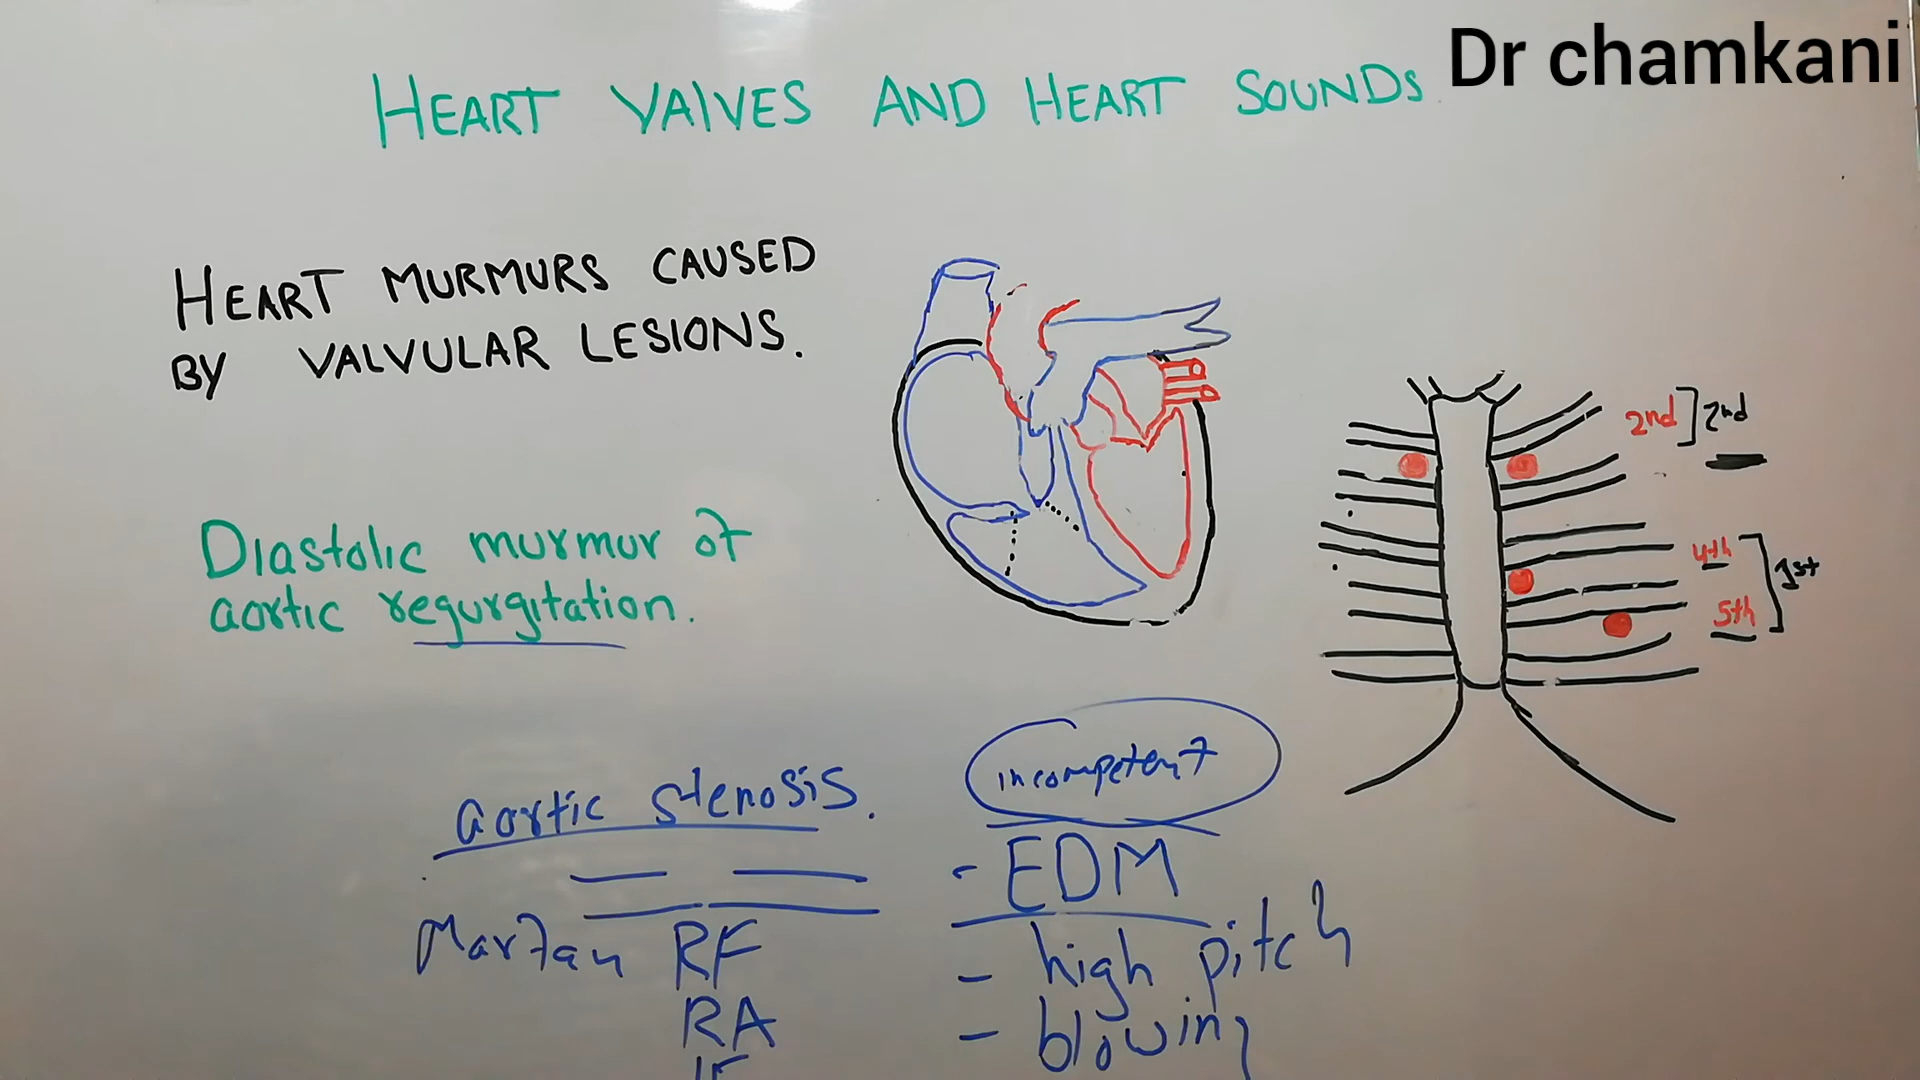 Dr chamkani
HEART VALVES AND HEART SOUNDS
HEART MURMURS CAUSED
BY VALVULAR LESIONS.
2nd
2nd
4th
1st
5th
Diastolic murmur of
aortic regurgitation.
aortic stenosis.
incompetent
- EDM
Marfan RF
- high pitch
RA
- blowing